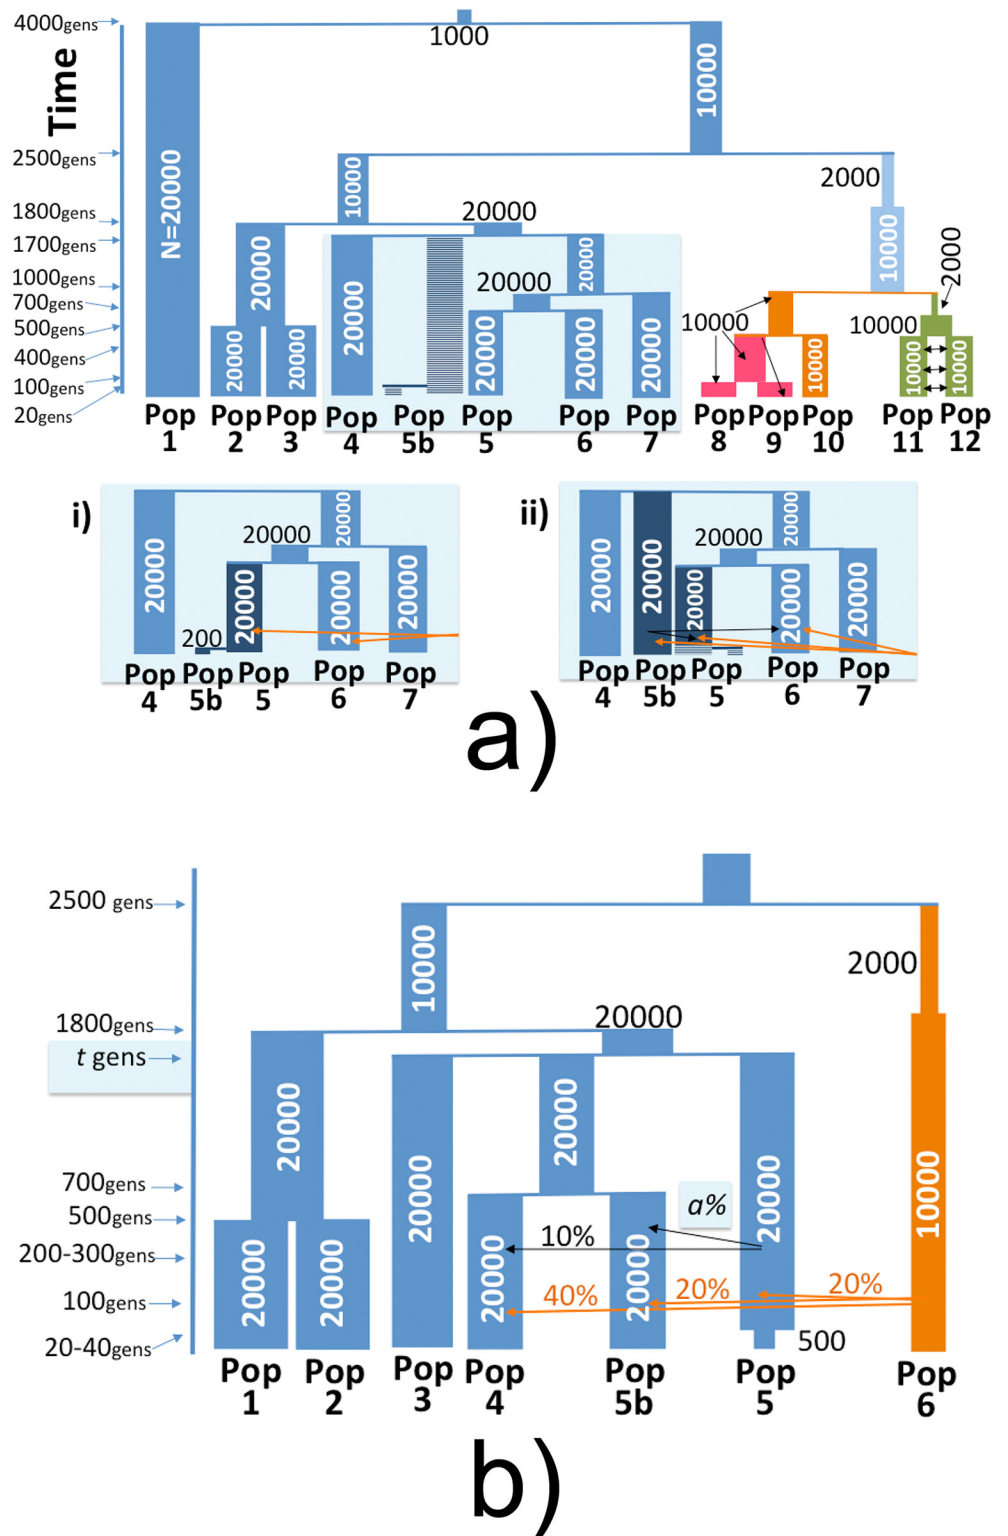 4000gens
1000
Time
10000
N=20000
2500gens
10000
2000
1800gens
20000
10000
2000
1700gens
20000
20000
20000
20000
1000gens
700gens
1000
10000
500gens
400gens
20000
20000
20000
20000
20000
10000
10000
10000
100gens
20gens
Pop Pop Pop Pop Pop Pop Pop Pop Pop Pop Pop Pop Pop
1 2 3 4 5b 5 6 7 8 9 10 11 12
i)
20000
20000
20000
20000
20000
20000
200
Pop Pop Pop Pop Pop
4 5b 5 6 7
ii)
20000
20000
20000
20000
20000
20000
20000
Pop Pop Pop Pop Pop
4 5b 5 6 7
a)
2500 gens
10000
2000
1800gens
20000
t gens
20000
20000
20000
20000
10000
700gens
a%
500gens
10%
200-300gens
20000
20000
20000
20000
40%
20%
20%
100gens
20-40gens
500
Pop Pop Pop Pop Pop Pop Pop
1 2 3 4 5b 5 6
b)